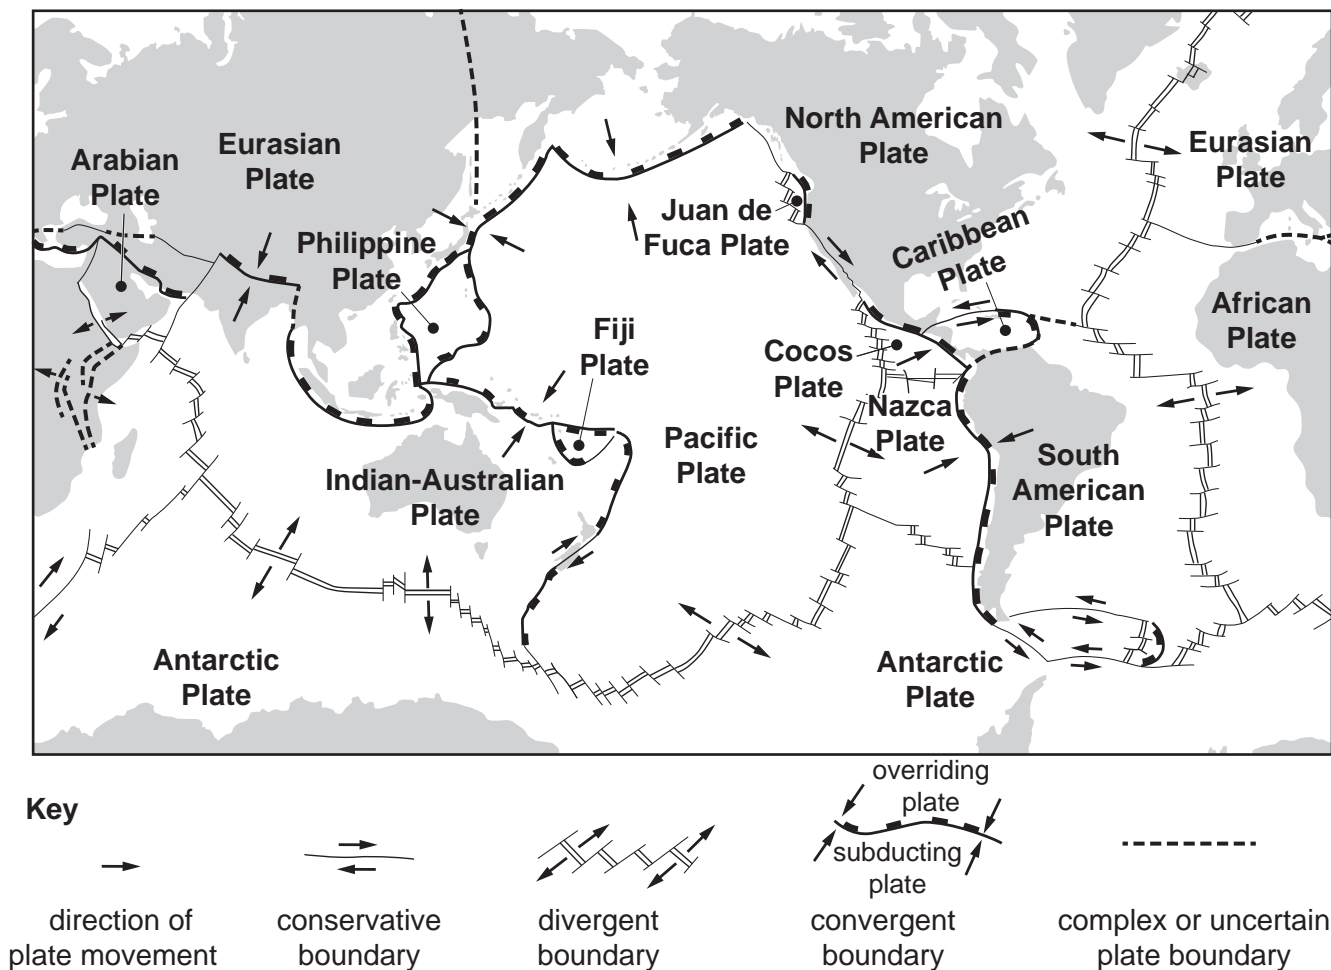 North American
Plate
Eurasian
Plate
Arabian
Plate
Eurasian
Plate
Juan de
Fuca Plate
Caribbean
Plate
Philippine
Plate
African
Plate
Fiji
Plate
Cocos
Plate
Nazca
Plate
Pacific
Plate
South
American
Plate
Indian-Australian
Plate
Antarctic
Plate
Antarctic
Plate
Key
overriding
plate
subducting
plate
direction of
plate movement
conservative
boundary
divergent
boundary
convergent
boundary
complex or uncertain
plate boundary